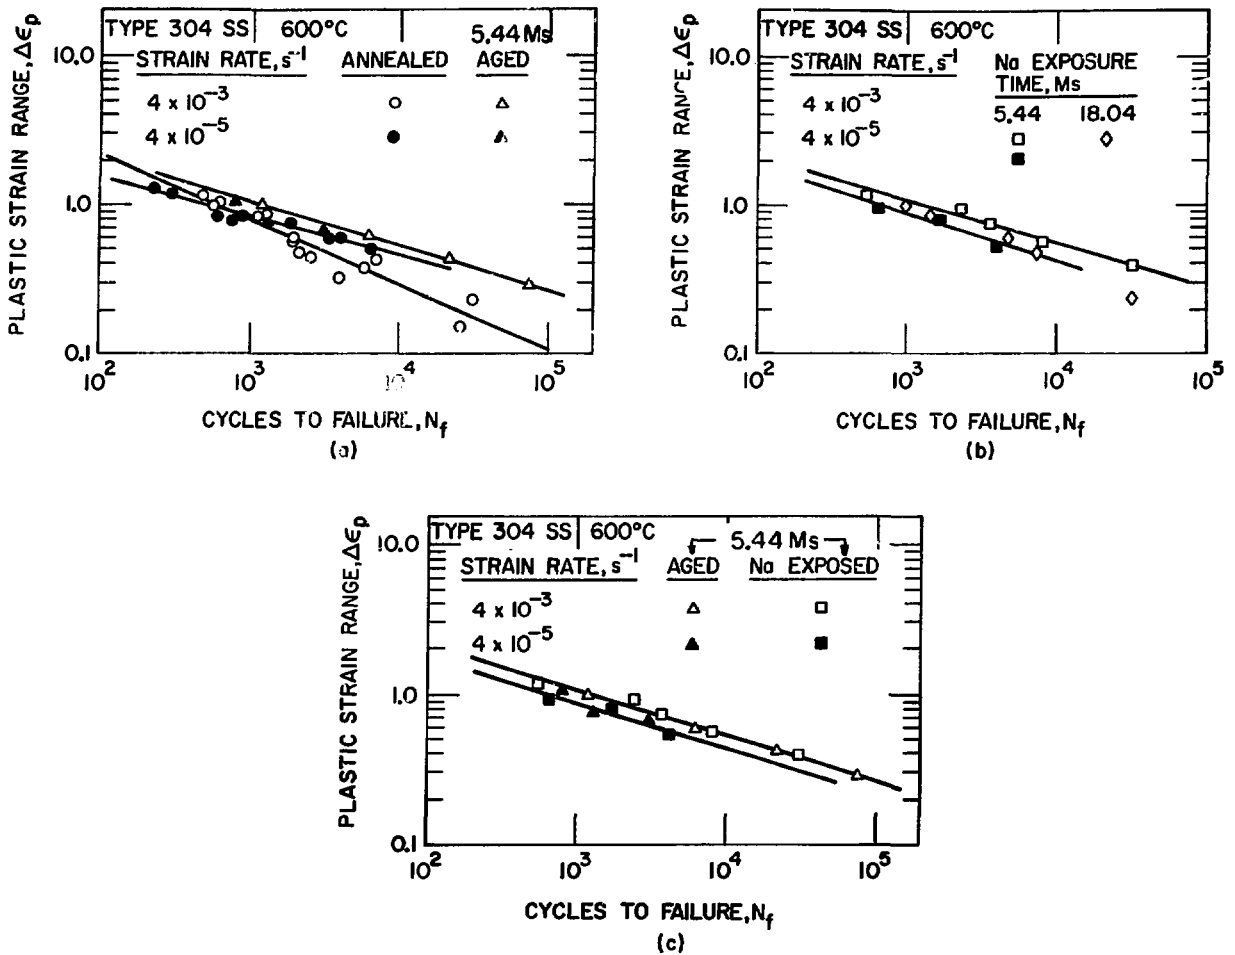 TYPE 304 SS 600°C 5.44 Ms
STRAIN RATE, s⁻¹ ANNEALED AGED
4 x 10⁻³
4 x 10⁻⁵
PLASTIC STRAIN RANGE, Δϵp
10.0
1.0
0.1
10² 10³ 10⁴ 10⁵
CYCLES TO FAILURE, Nf
(a)
TYPE 304 SS 600°C
STRAIN RATE, s⁻¹ Na EXPOSURE
TIME, Ms
4 x 10⁻³ 5.44 18.04
4 x 10⁻⁵
PLASTIC STRAIN RANGE, Δϵp
10.0
1.0
0.1
10² 10³ 10⁴ 10⁵
CYCLES TO FAILURE, Nf
(b)
TYPE 304 SS 600°C 5.44 Ms
STRAIN RATE, s⁻¹ AGED Na EXPOSED
4 x 10⁻³
4 x 10⁻⁵
PLASTIC STRAIN RANGE, Δϵp
10.0
1.0
0.1
10² 10³ 10⁴ 10⁵
CYCLES TO FAILURE, Nf
(c)